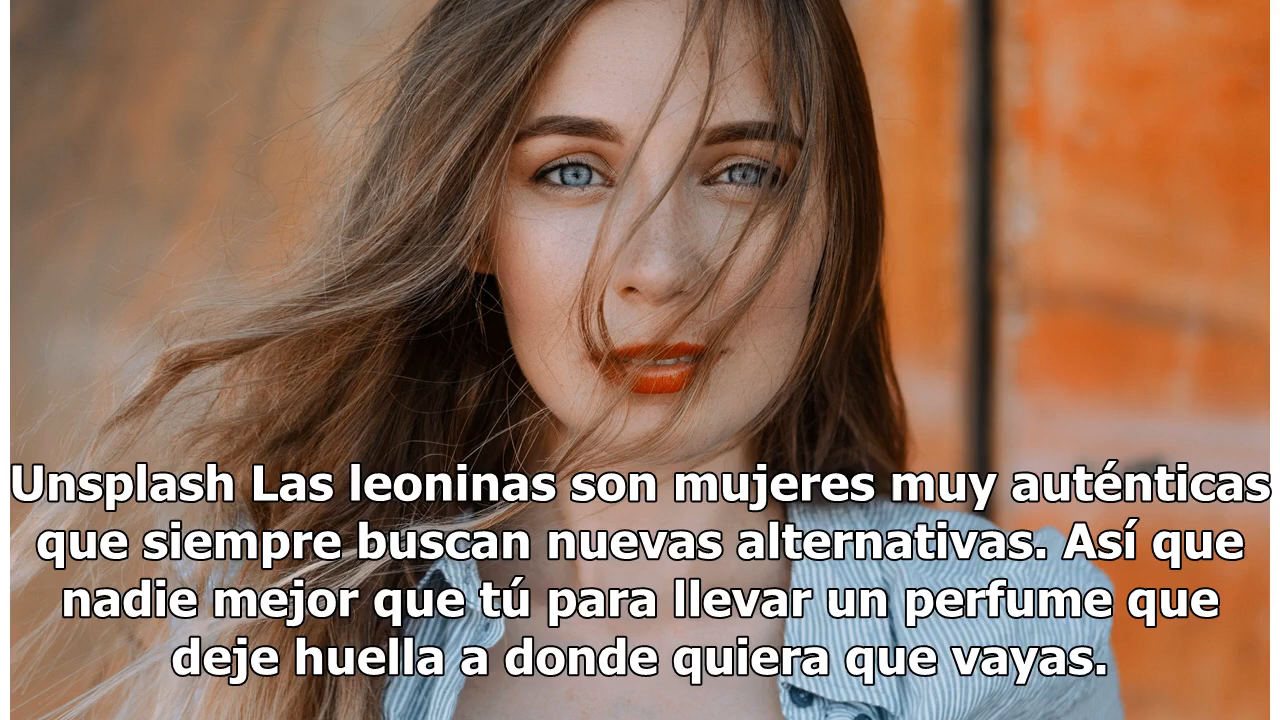 Unsplash Las leoninas son mujeres muy auténticas
que siempre buscan nuevas alternativas. Así que
nadie mejor que tú para llevar un perfume que
deje huella a donde quiera que vayas.